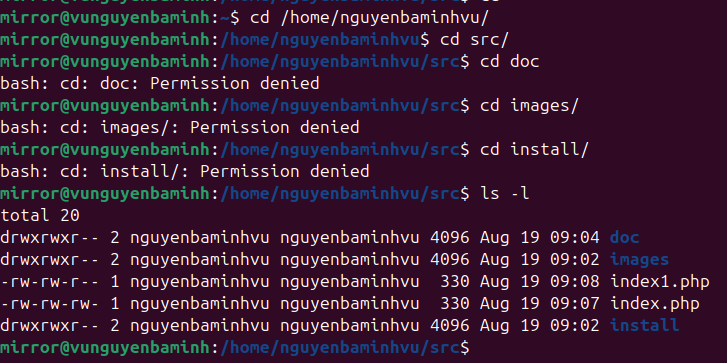 mirror@vunguyenbaminh:~$ cd /home/nguyenbaminhvu/
mirror@vunguyenbaminh:/home/nguyenbaminhvu$ cd src/
mirror@vunguyenbaminh:/home/nguyenbaminhvu/src$ cd doc
bash: cd: doc: Permission denied
mirror@vunguyenbaminh:/home/nguyenbaminhvu/src$ cd images/
bash: cd: images/: Permission denied
mirror@vunguyenbaminh:/home/nguyenbaminhvu/src$ cd install/
bash: cd: install/: Permission denied
mirror@vunguyenbaminh:/home/nguyenbaminhvu/src$ ls -l
total 20
drwxrwxr-- 2 nguyenbaminhvu nguyenbaminhvu 4096 Aug 19 09:04 doc
drwxrwxr-- 2 nguyenbaminhvu nguyenbaminhvu 4096 Aug 19 09:02 images
-rw-rw-r-- 1 nguyenbaminhvu nguyenbaminhvu  330 Aug 19 09:08 index1.php
-rw-rw-rw- 1 nguyenbaminhvu nguyenbaminhvu  330 Aug 19 09:07 index.php
drwxrwxr-- 2 nguyenbaminhvu nguyenbaminhvu 4096 Aug 19 09:02 install
mirror@vunguyenbaminh:/home/nguyenbaminhvu/src$